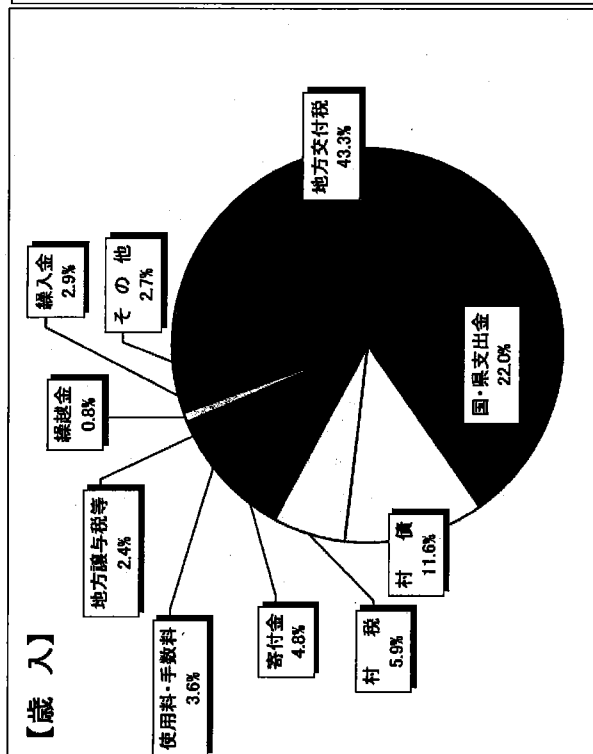 【歳 入】
地方交付税
43.3%
国・県支出金
22.0%
村 債
11.6%
村 税
5.9%
寄付金
4.8%
使用料・手数料
3.6%
地方譲与税等
2.4%
繰越金
0.8%
繰入金
2.9%
そ の 他
2.7%